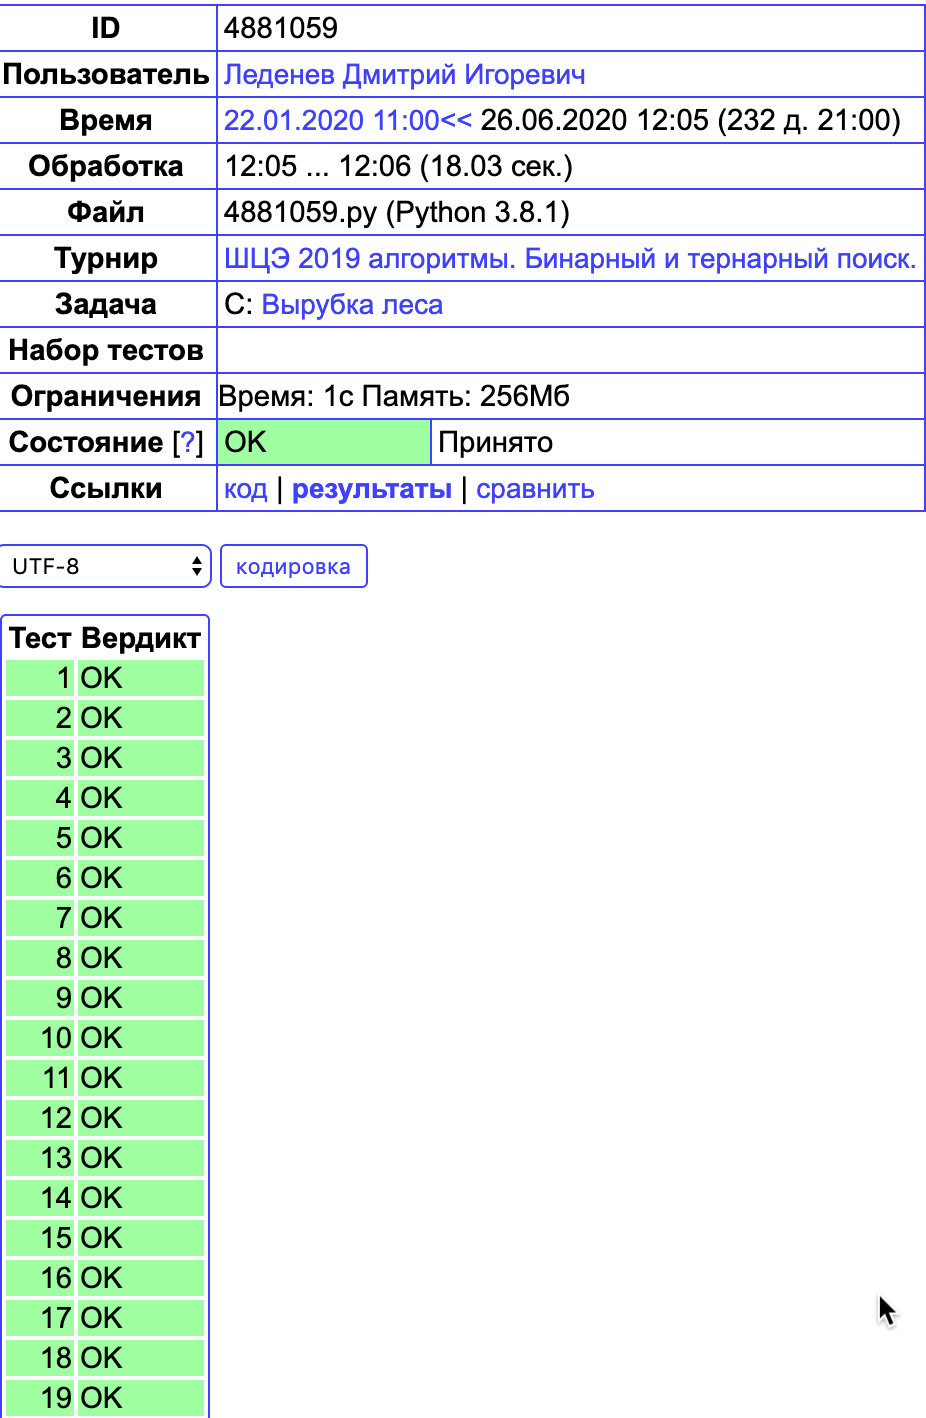 ID 4881059
Пользователь Леденев Дмитрий Игоревич
Время 22.01.2020 11:00<< 26.06.2020 12:05 (232 д. 21:00)
Обработка 12:05 ... 12:06 (18.03 сек.)
Файл 4881059.py (Python 3.8.1)
Турнир ШЦЭ 2019 алгоритмы. Бинарный и тернарный поиск.
Задача C: Вырубка леса
Набор тестов
Ограничения Время: 1с Память: 256Мб
Состояние [?] OK Принято
Ссылки код | результаты | сравнить
UTF-8 кодировка
Тест Вердикт
1 OK
2 OK
3 OK
4 OK
5 OK
6 OK
7 OK
8 OK
9 OK
10 OK
11 OK
12 OK
13 OK
14 OK
15 OK
16 OK
17 OK
18 OK
19 OK